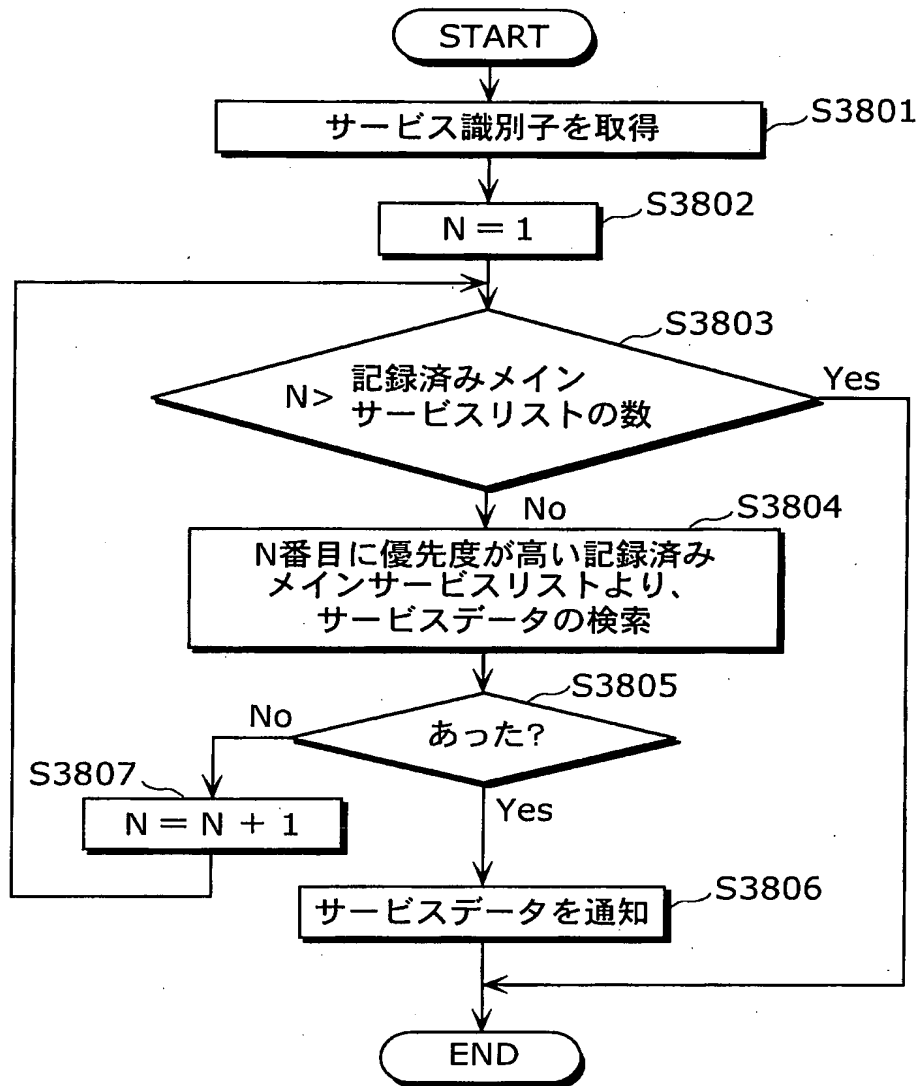 START
サービス識別子を取得
S3801
N = 1
S3802
S3803
N> 記録済みメイン
サービスリストの数
Yes
No
S3804
N番目に優先度が高い記録済み
メインサービスリストより、
サービスデータの検索
S3805
あった?
No
Yes
S3807
N = N + 1
S3806
サービスデータを通知
END